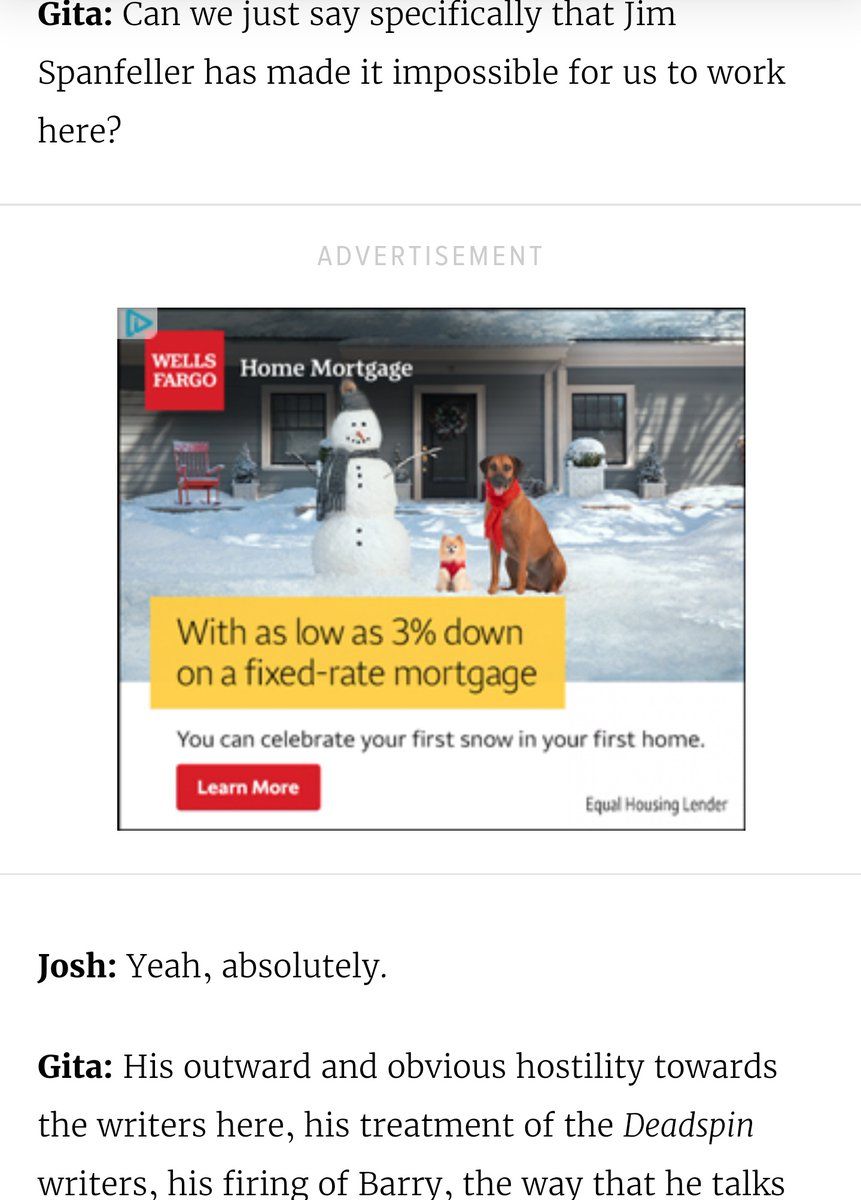 Gita: Can we just say specifically that Jim
Spanfeller has made it impossible for us to work
here?
ADVERTISEMENT
WELLS
FARGO
Home Mortgage
With as low as 3% down
on a fixed-rate mortgage
You can celebrate your first snow in your first home.
Learn More
Equal Housing Lender
Josh: Yeah, absolutely.
Gita: His outward and obvious hostility towards
the writers here, his treatment of the Deadspin
writers, his firing of Barry, the way that he talks